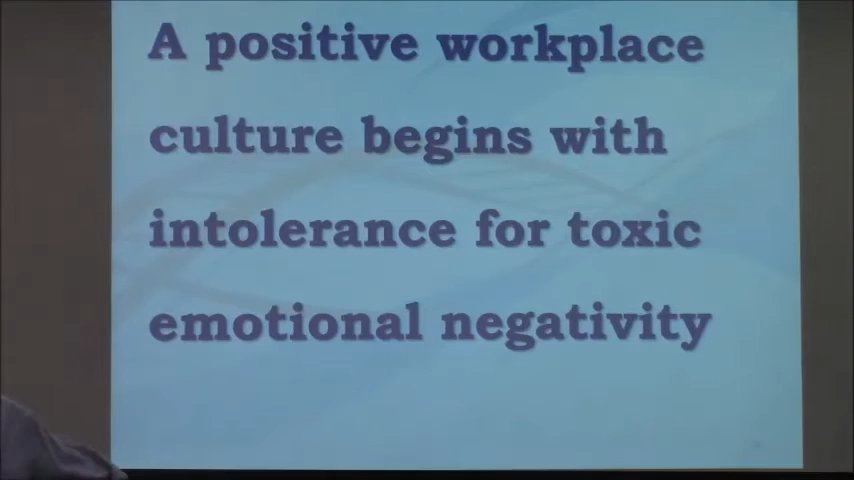 A positive workplace
culture begins with
intolerance for toxic
emotional negativity